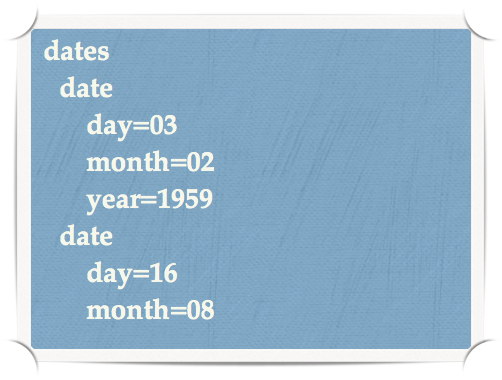 dates
date
day=03
month=02
year=1959
date
day=16
month=08